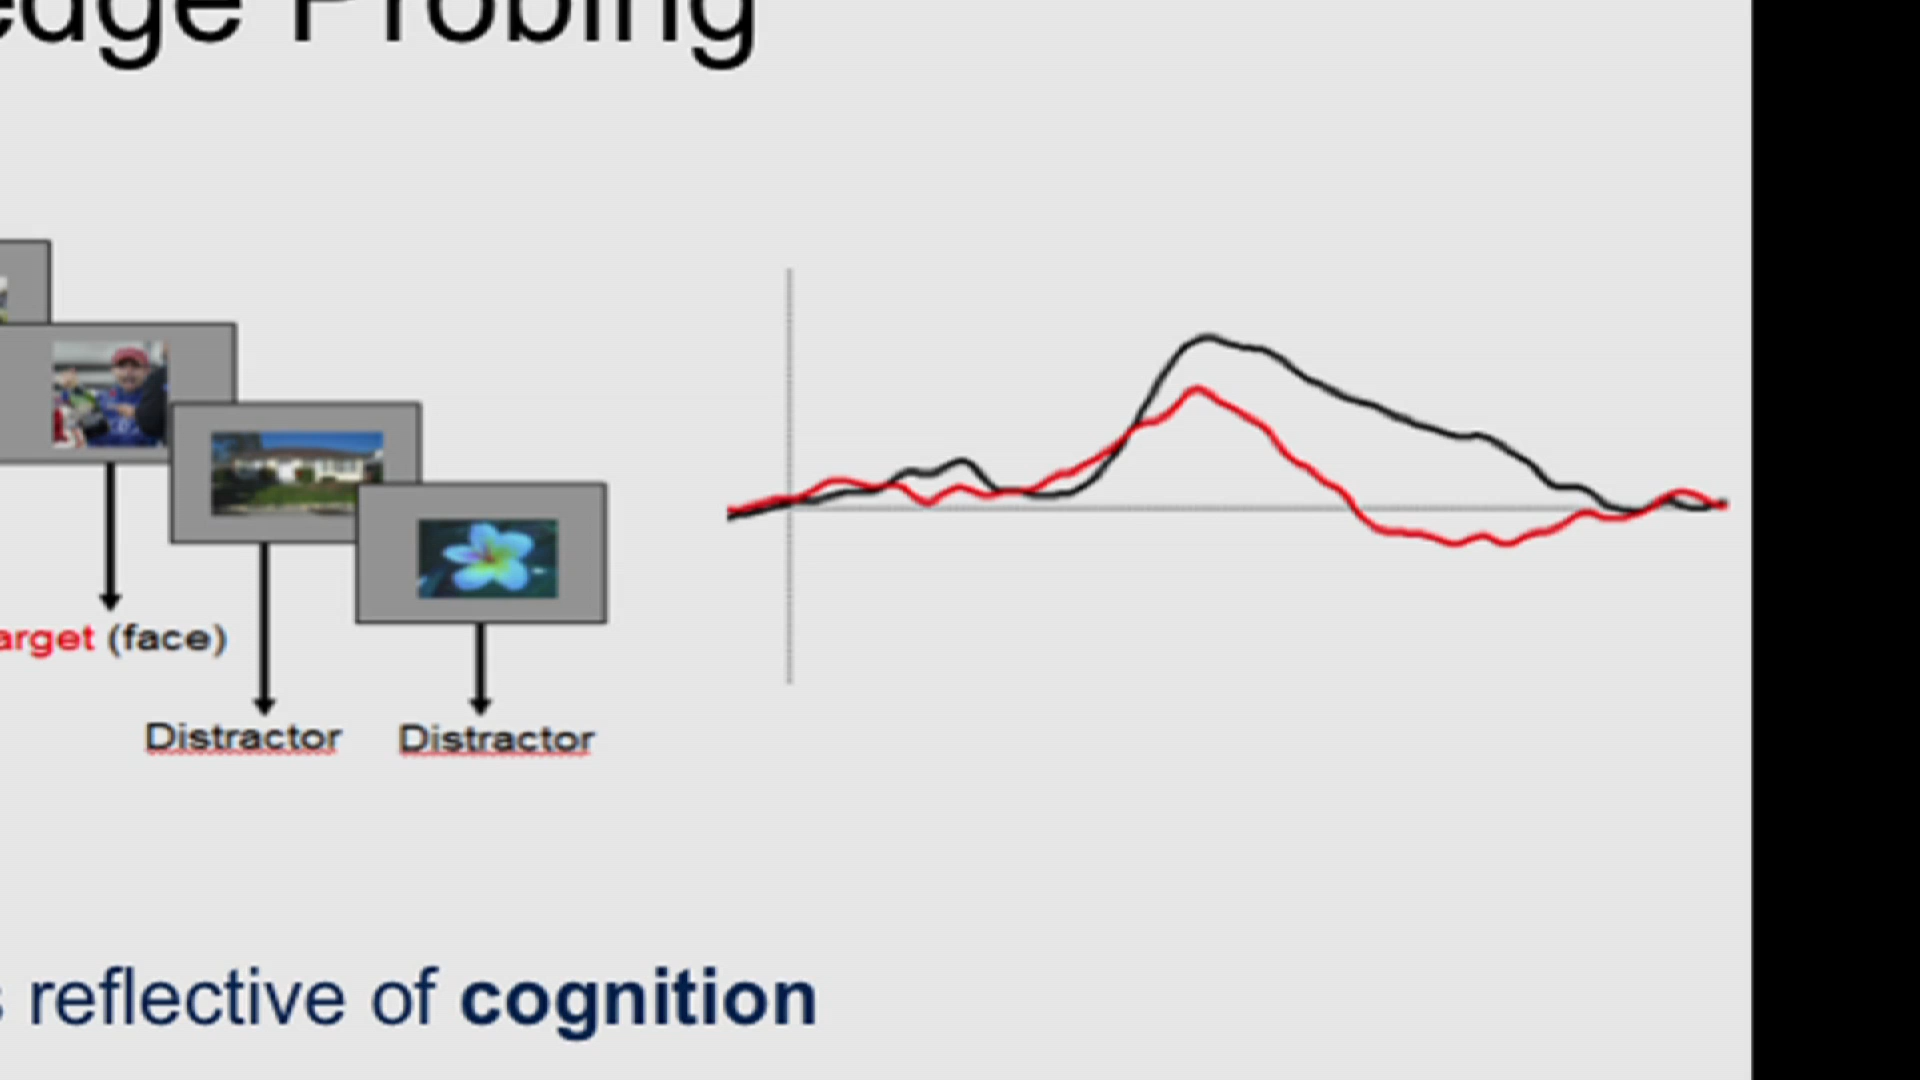 edge Probing
arget (face)
Distractor Distractor
s reflective of cognition